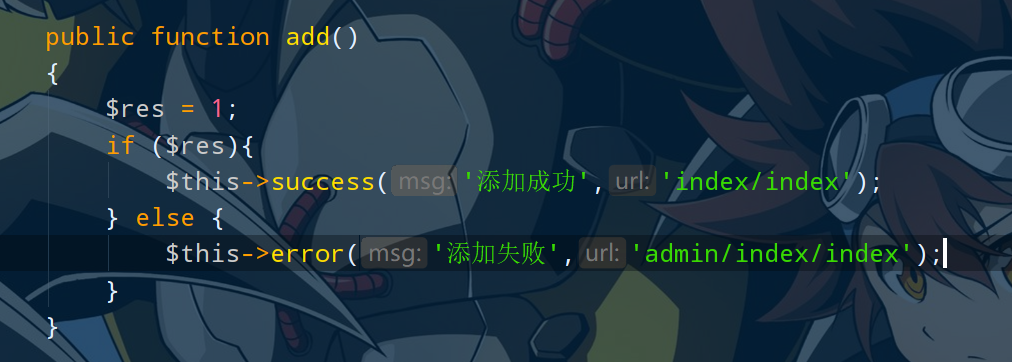 public function add()
{
$res = 1;
if ($res){
$this->success( msg: '添加成功', url: 'index/index');
} else {
$this->error( msg: '添加失败', url: 'admin/index/index');
}
}